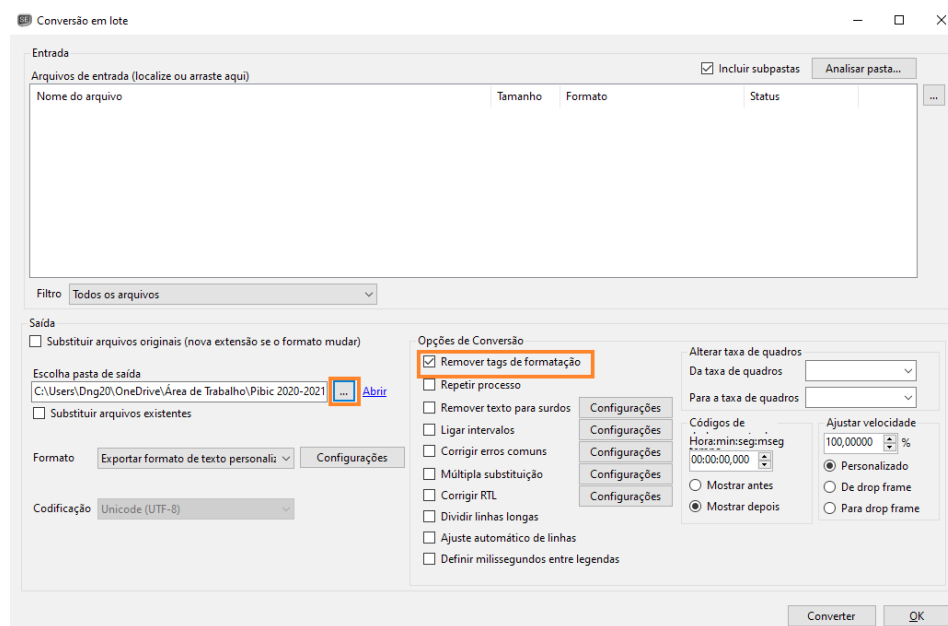 SE Conversão em lote
Entrada
Arquivos de entrada (localize ou arraste aqui)
Incluir subpastas
Analisar pasta...
Nome do arquivo Tamanho Formato Status
...
Filtro Todos os arquivos
Saída
Substituir arquivos originais (nova extensão se o formato mudar)
Escolha pasta de saída
C:\Users\Dng20\OneDrive\Área de Trabalho\Pibic 2020-2021 ... Abrir
Substituir arquivos existentes
Formato Exportar formato de texto personaliz Configurações
Codificação Unicode (UTF-8)
Opções de Conversão
Remover tags de formatação
Repetir processo
Remover texto para surdos Configurações
Ligar intervalos Configurações
Corrigir erros comuns Configurações
Múltipla substituição Configurações
Corrigir RTL Configurações
Dividir linhas longas
Ajuste automático de linhas
Definir milissegundos entre legendas
Alterar taxa de quadros
Da taxa de quadros
Para a taxa de quadros
Códigos de
Hora:min:seg:mseg
00:00:00,000
Mostrar antes
Mostrar depois
Ajustar velocidade
100,00000 %
Personalizado
De drop frame
Para drop frame
Converter OK